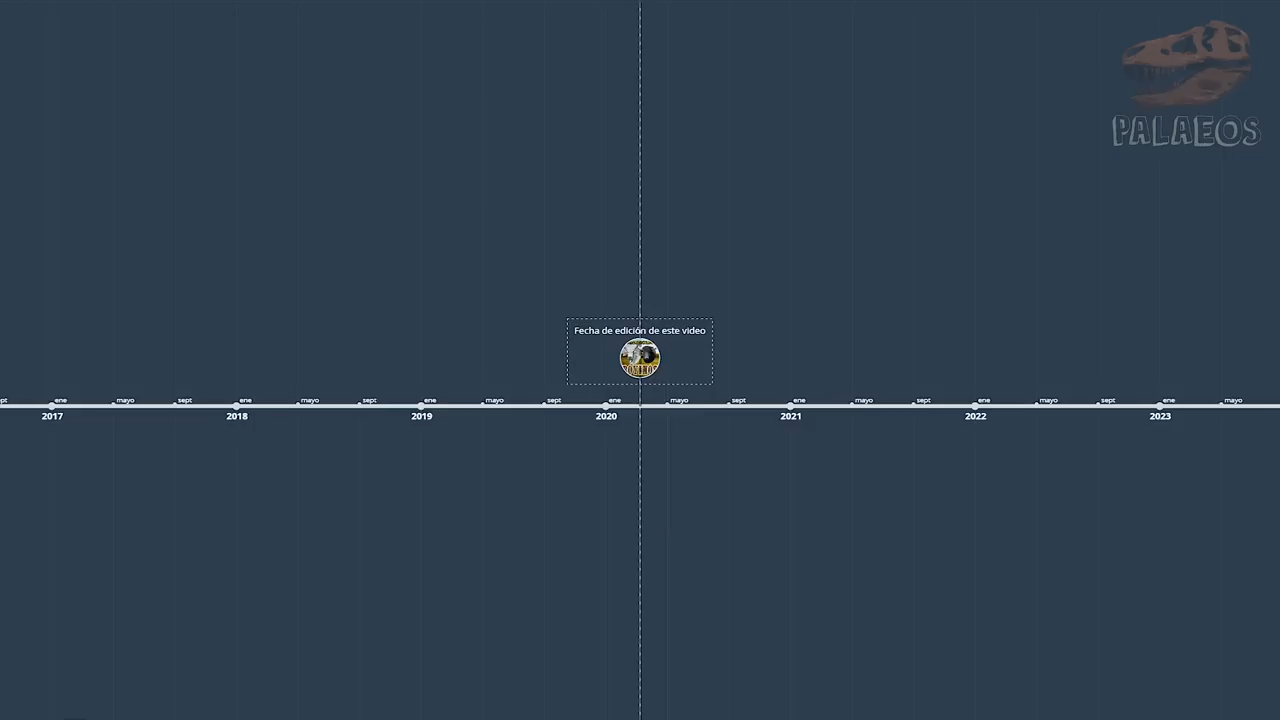 PALAEOS
Fecha de edición de este video
ene mayo sept ene mayo sept ene mayo sept ene mayo sept ene mayo sept ene mayo sept ene mayo
2017 2018 2019 2020 2021 2022 2023